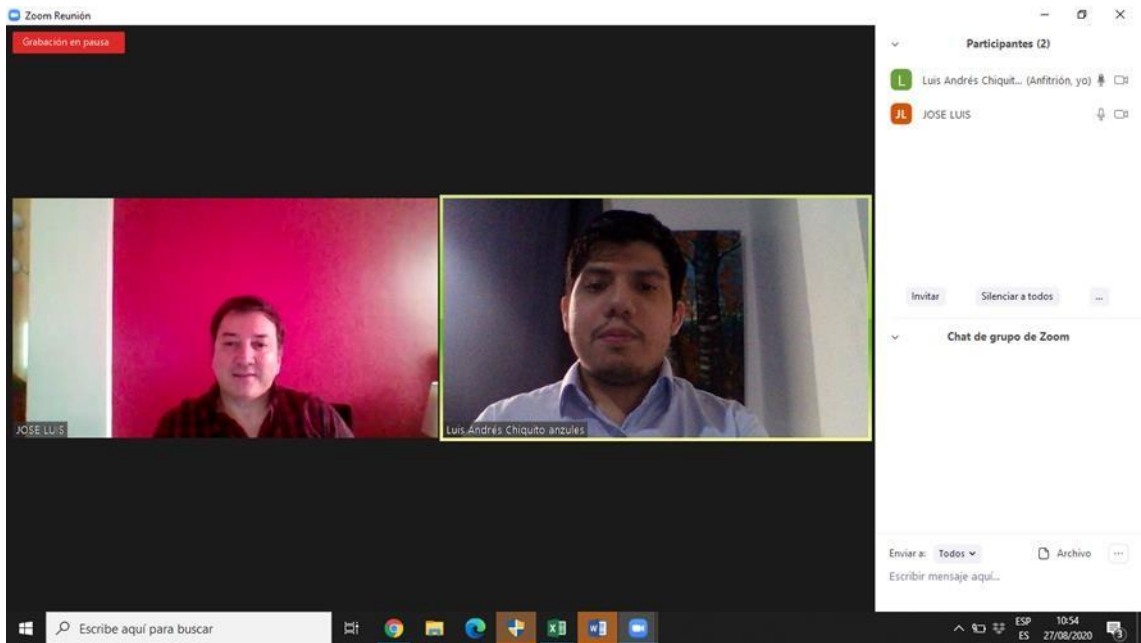 Zoom Reunión
Grabación en pausa
JOSE LUIS
Luis Andrés Chiquito anzules
Participantes (2)
L Luis Andrés Chiquit... (Anfitrión, yo)
JL JOSE LUIS
Invitar Silenciar a todos ...
Chat de grupo de Zoom
Enviar a: Todos Archivo ...
Escribir mensaje aquí...
Escribe aquí para buscar
ESP 10:54
ES 27/08/2020 3